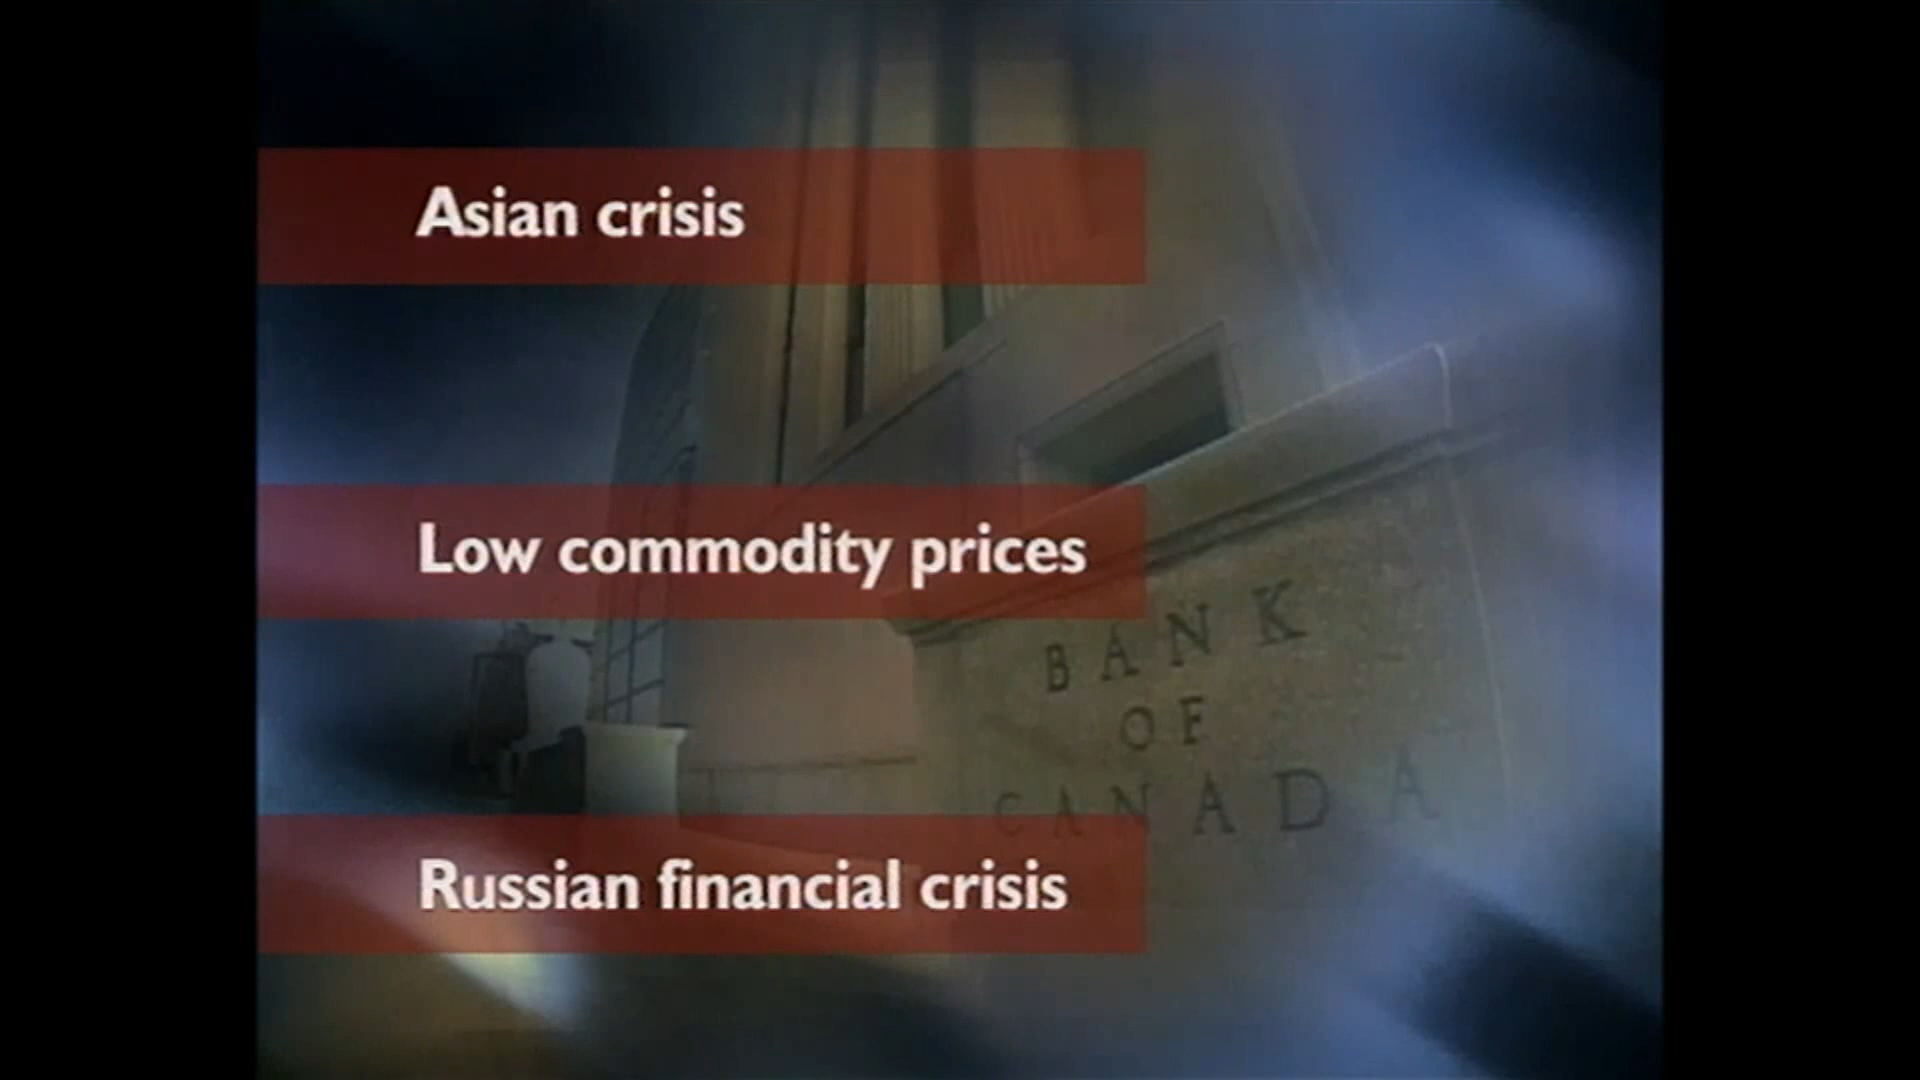 Asian crisis
Low commodity prices
BANK
OF
CANADA
Russian financial crisis